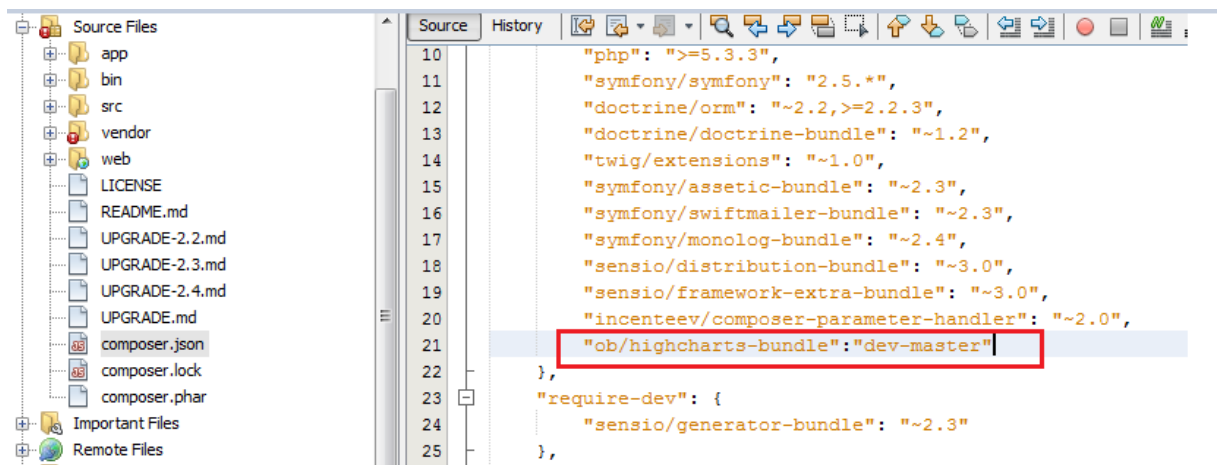 Source Files
app
bin
src
vendor
web
LICENSE
README.md
UPGRADE-2.2.md
UPGRADE-2.3.md
UPGRADE-2.4.md
UPGRADE.md
composer.json
composer.lock
composer.phar
Important Files
Remote Files
Source History
10 "php": ">=5.3.3",
11 "symfony/symfony": "2.5.*",
12 "doctrine/orm": "~2.2,>=2.2.3",
13 "doctrine/doctrine-bundle": "~1.2",
14 "twig/extensions": "~1.0",
15 "symfony/assetic-bundle": "~2.3",
16 "symfony/swiftmailer-bundle": "~2.3",
17 "symfony/monolog-bundle": "~2.4",
18 "sensio/distribution-bundle": "~3.0",
19 "sensio/framework-extra-bundle": "~3.0",
20 "incenteev/composer-parameter-handler": "~2.0",
21 "ob/highcharts-bundle":"dev-master"
22 },
23 "require-dev": {
24 "sensio/generator-bundle": "~2.3"
25 },